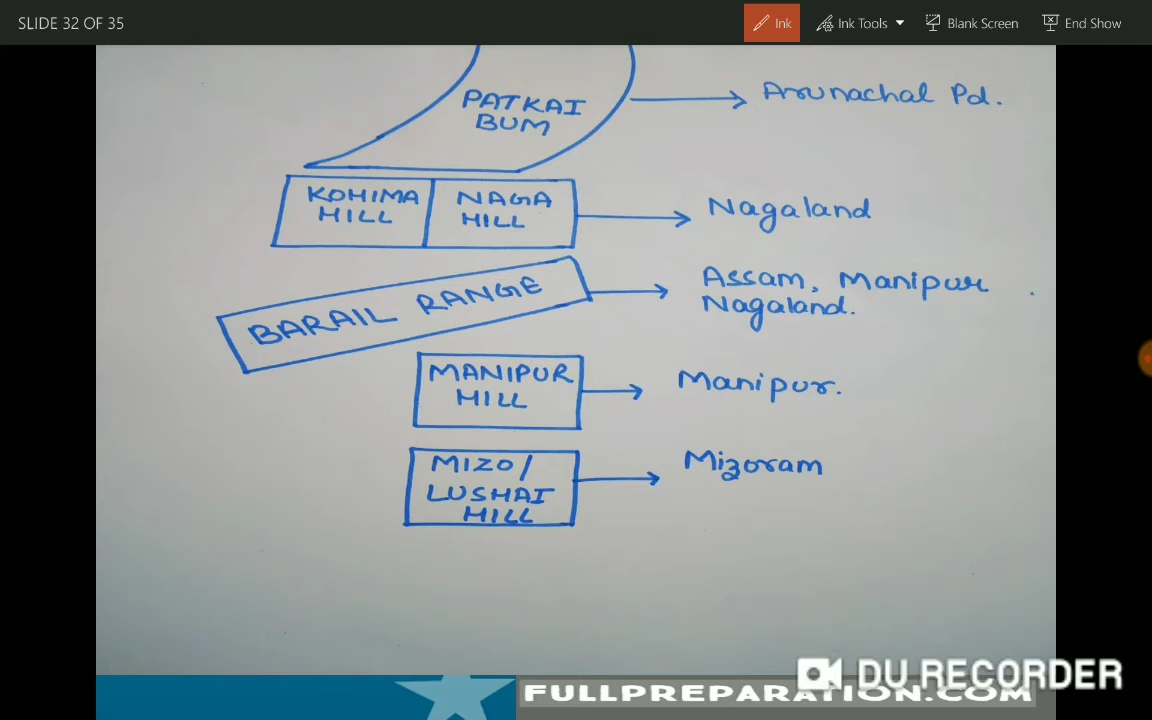 SLIDE 32 OF 35
Ink
Ink Tools
Blank Screen
End Show
PATKAI
BUM
Arunachal Pd.
KOHIMA
HILL
NAGA
HILL
Nagaland
BARAIL RANGE
Assam, Manipur
Nagaland.
MANIPUR
HILL
Manipur.
MIZO/
LUSHAI
HILL
Mizoram
DU RECORDER
FULLPREPARATION.COM